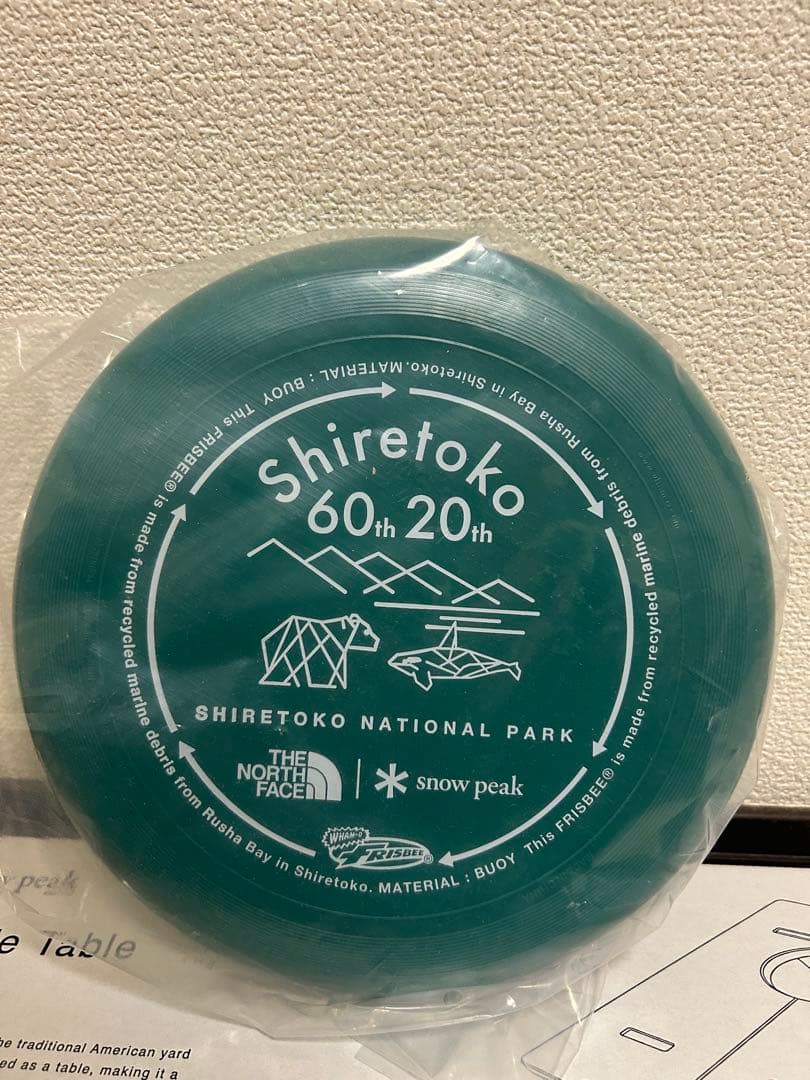 Shiretoko
60th 20th
SHIRETOKO NATIONAL PARK
THE
NORTH
FACE
snow peak
WHAM-O
FRISBEE®
This FRISBEE® is made from recycled marine debris from Rusha Bay in Shiretoko. MATERIAL : BUOY
This FRISBEE® is made from recycled marine debris from Rusha Bay in Shiretoko. MATERIAL : BUOY
peak
e Table
he traditional American yard
ed as a table, making it a